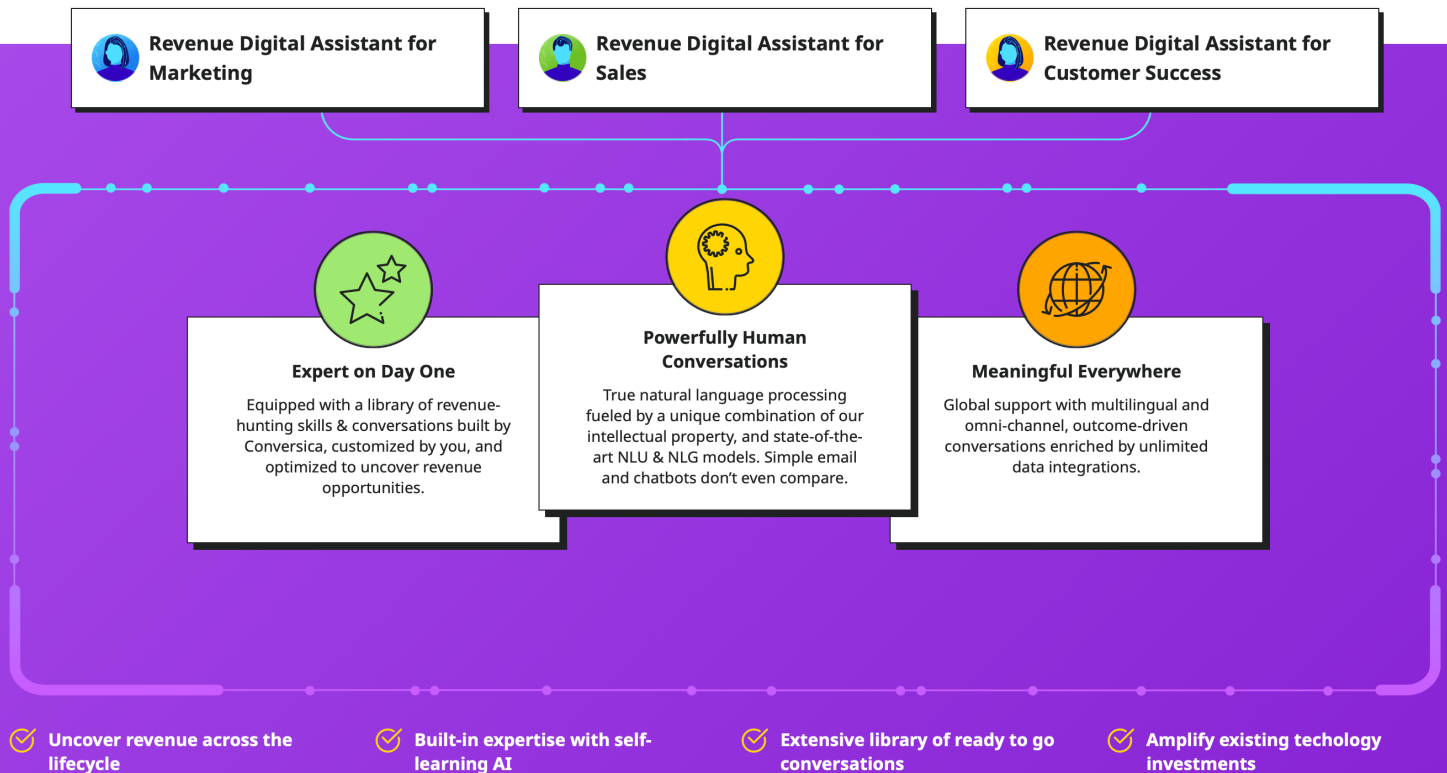 Revenue Digital Assistant for
Marketing
Revenue Digital Assistant for
Sales
Revenue Digital Assistant for
Customer Success
Expert on Day One
Equipped with a library of revenue-
hunting skills & conversations built by
Conversica, customized by you, and
optimized to uncover revenue
opportunities.
Powerfully Human
Conversations
True natural language processing
fueled by a unique combination of our
intellectual property, and state-of-the-
art NLU & NLG models. Simple email
and chatbots don’t even compare.
Meaningful Everywhere
Global support with multilingual and
omni-channel, outcome-driven
conversations enriched by unlimited
data integrations.
Uncover revenue across the
lifecycle
Built-in expertise with self-
learning AI
Extensive library of ready to go
conversations
Amplify existing techology
investments